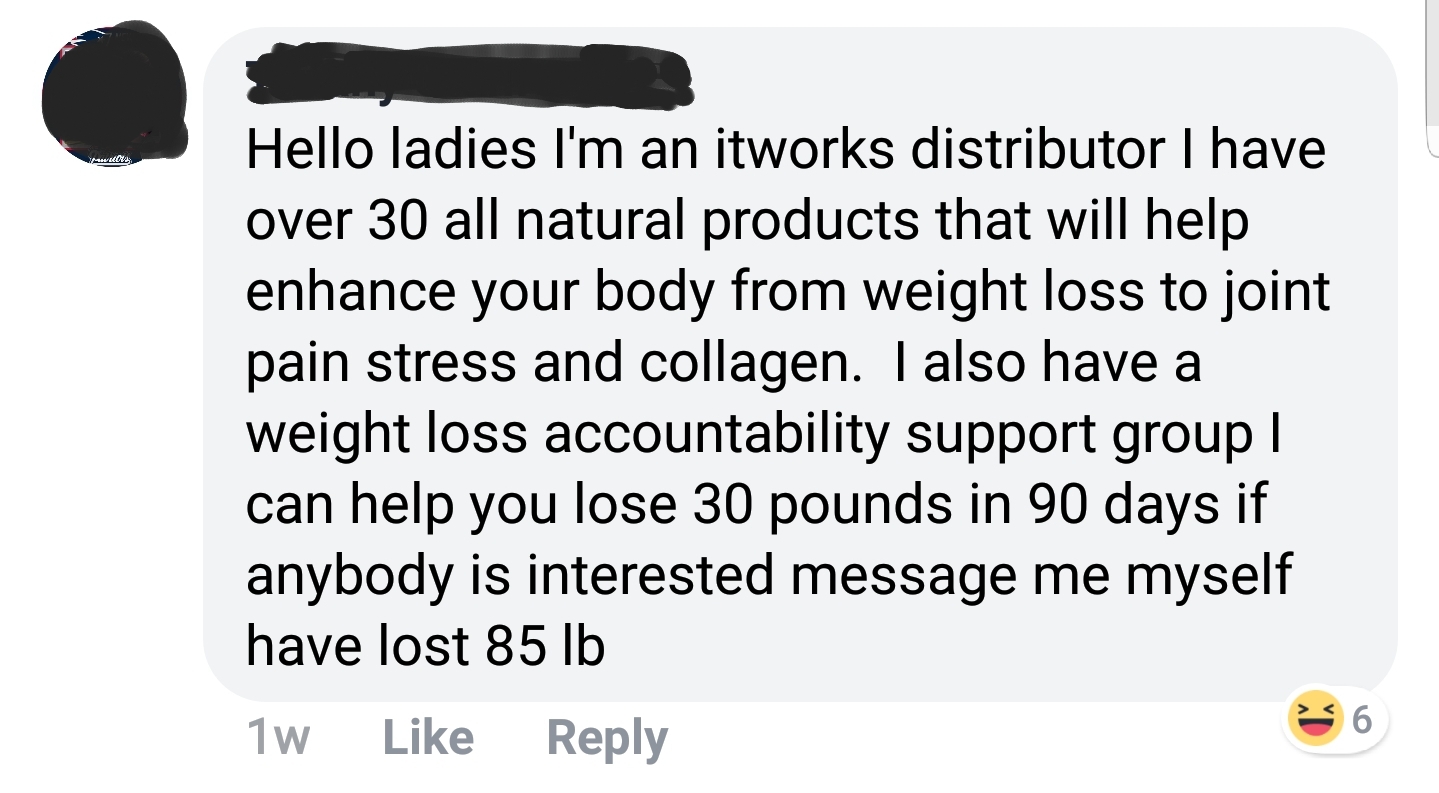 Hello ladies I'm an itworks distributor I have
over 30 all natural products that will help
enhance your body from weight loss to joint
pain stress and collagen.  I also have a
weight loss accountability support group I
can help you lose 30 pounds in 90 days if
anybody is interested message me myself
have lost 85 lb
1w Like Reply 6